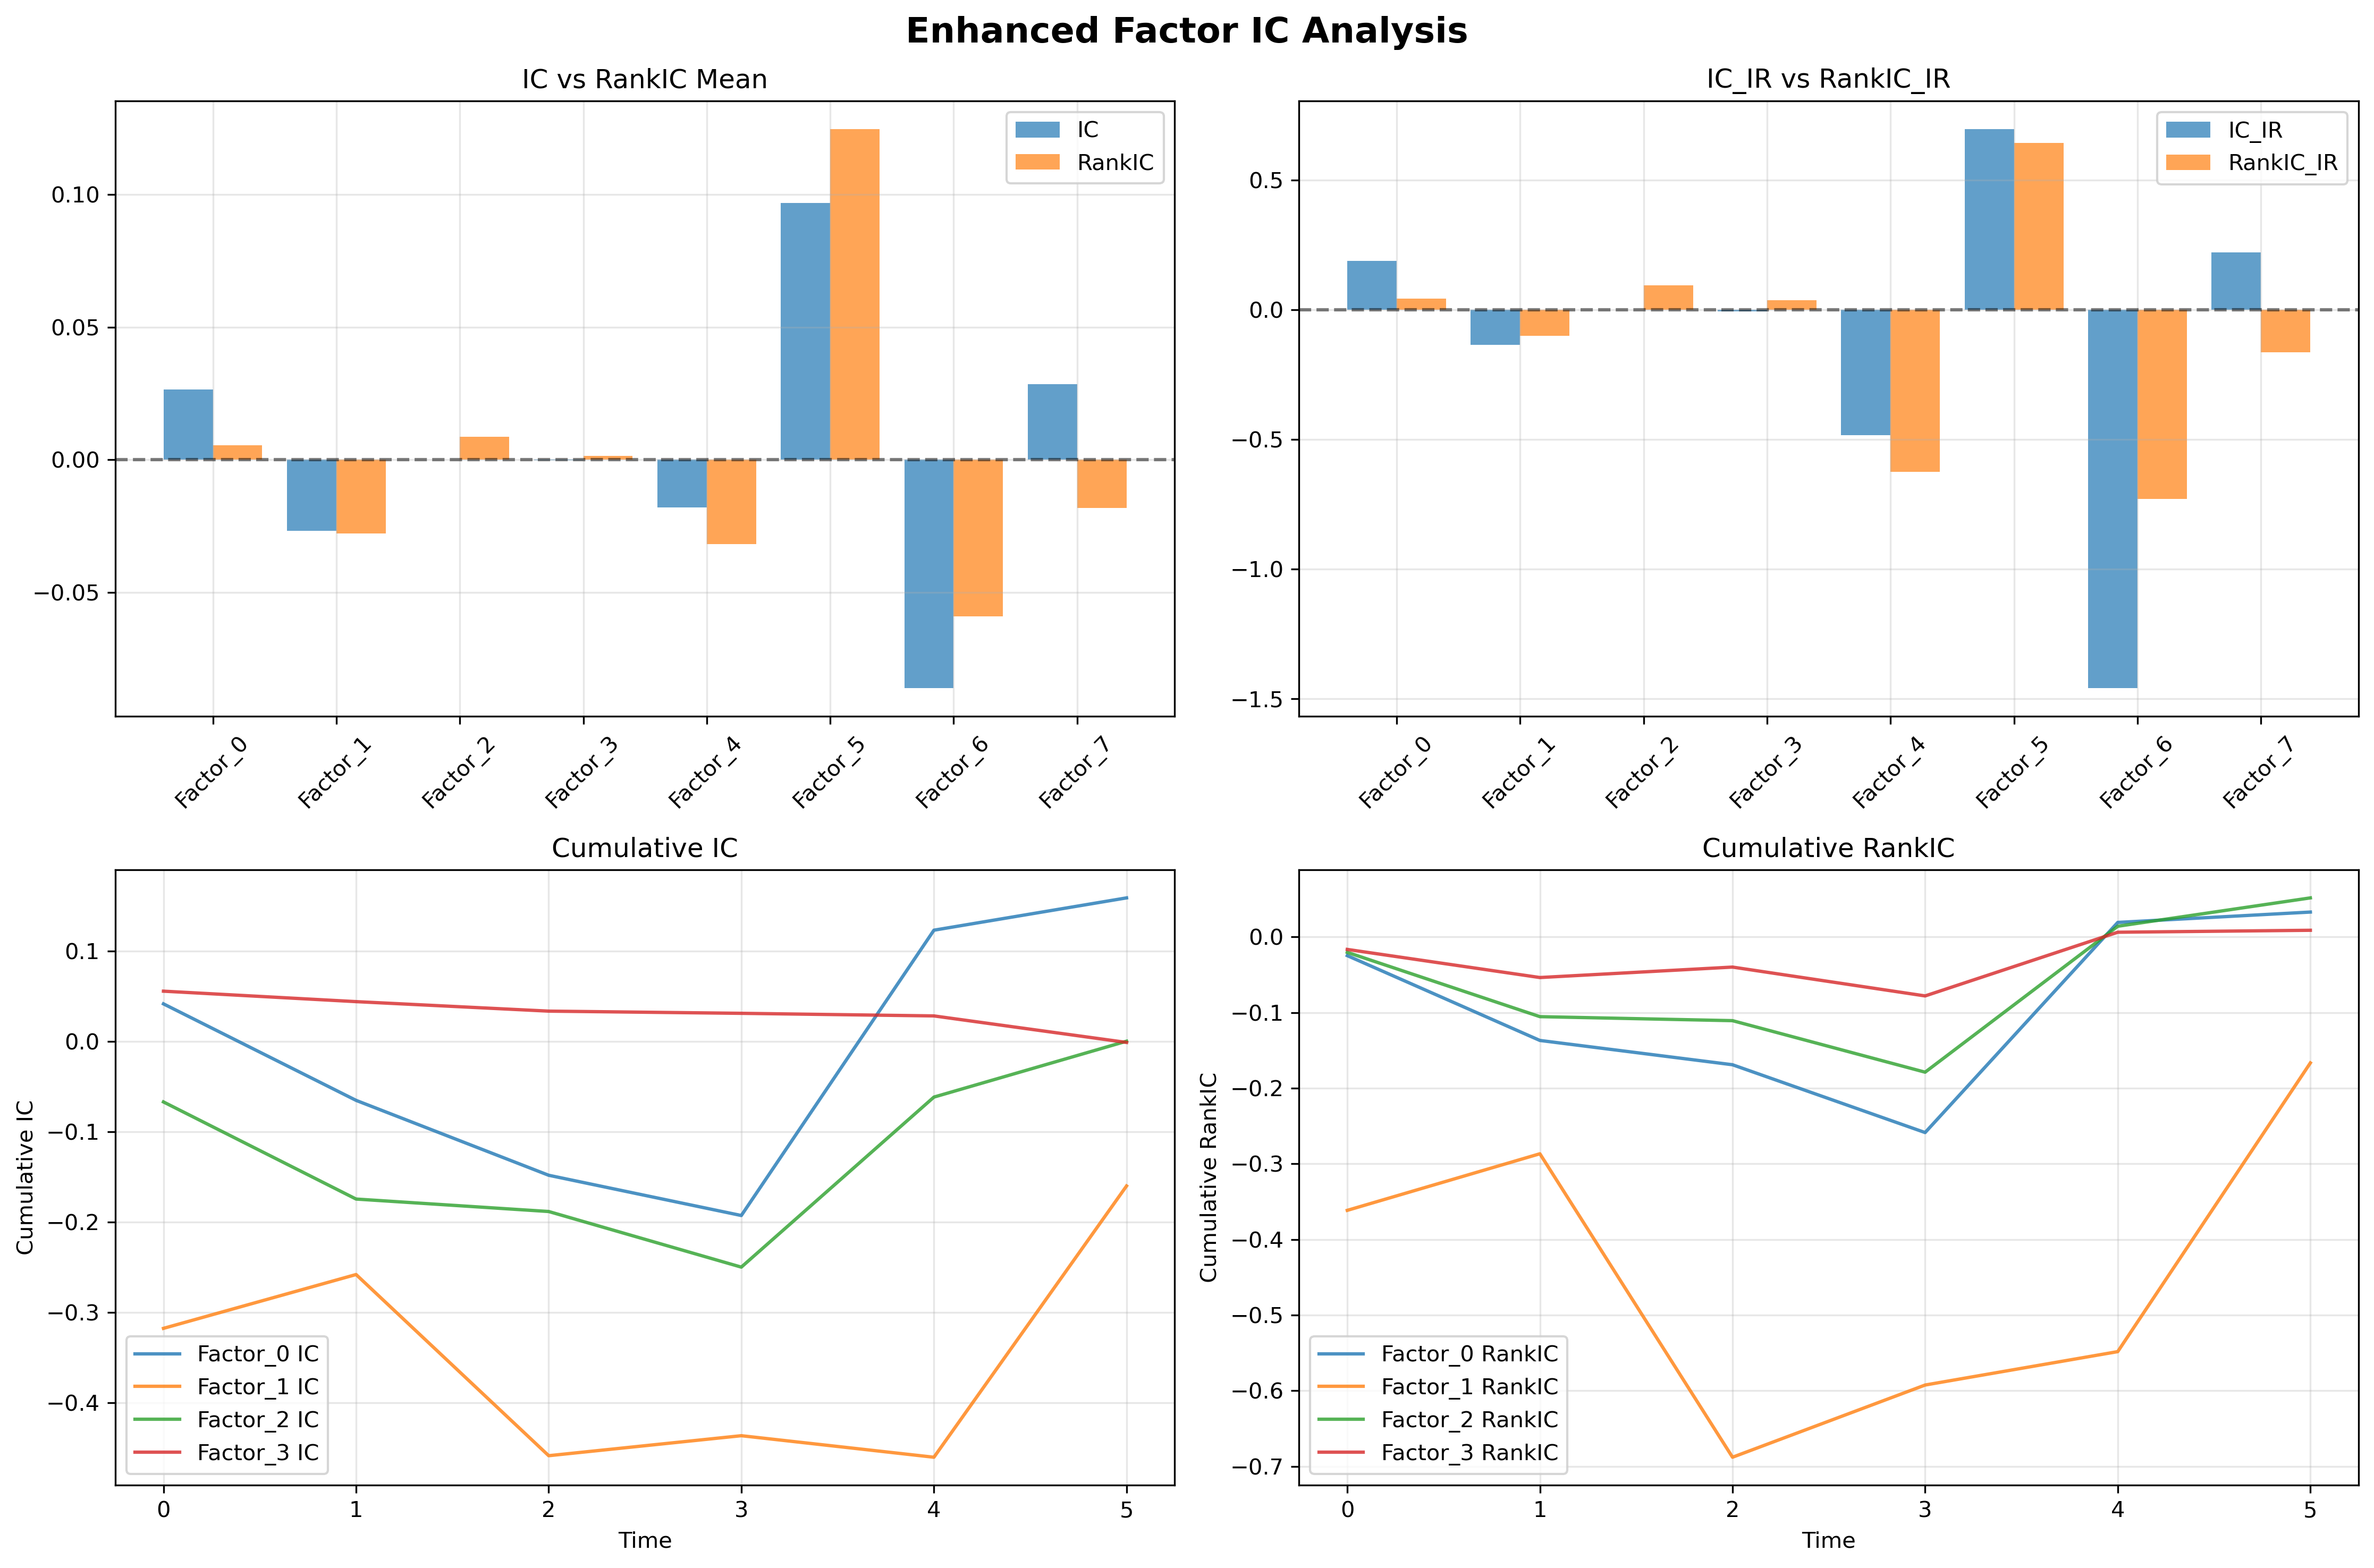 Enhanced Factor IC Analysis
IC vs RankIC Mean
IC
RankIC
0.10
0.05
0.00
−0.05
Factor_0
Factor_1
Factor_2
Factor_3
Factor_4
Factor_5
Factor_6
Factor_7
IC_IR vs RankIC_IR
IC_IR
RankIC_IR
0.5
0.0
−0.5
−1.0
−1.5
Factor_0
Factor_1
Factor_2
Factor_3
Factor_4
Factor_5
Factor_6
Factor_7
Cumulative IC
Cumulative IC
0.1
0.0
−0.1
−0.2
−0.3
−0.4
Factor_0 IC
Factor_1 IC
Factor_2 IC
Factor_3 IC
0
1
2
3
4
5
Time
Cumulative RankIC
Cumulative RankIC
0.0
−0.1
−0.2
−0.3
−0.4
−0.5
−0.6
−0.7
Factor_0 RankIC
Factor_1 RankIC
Factor_2 RankIC
Factor_3 RankIC
0
1
2
3
4
5
Time